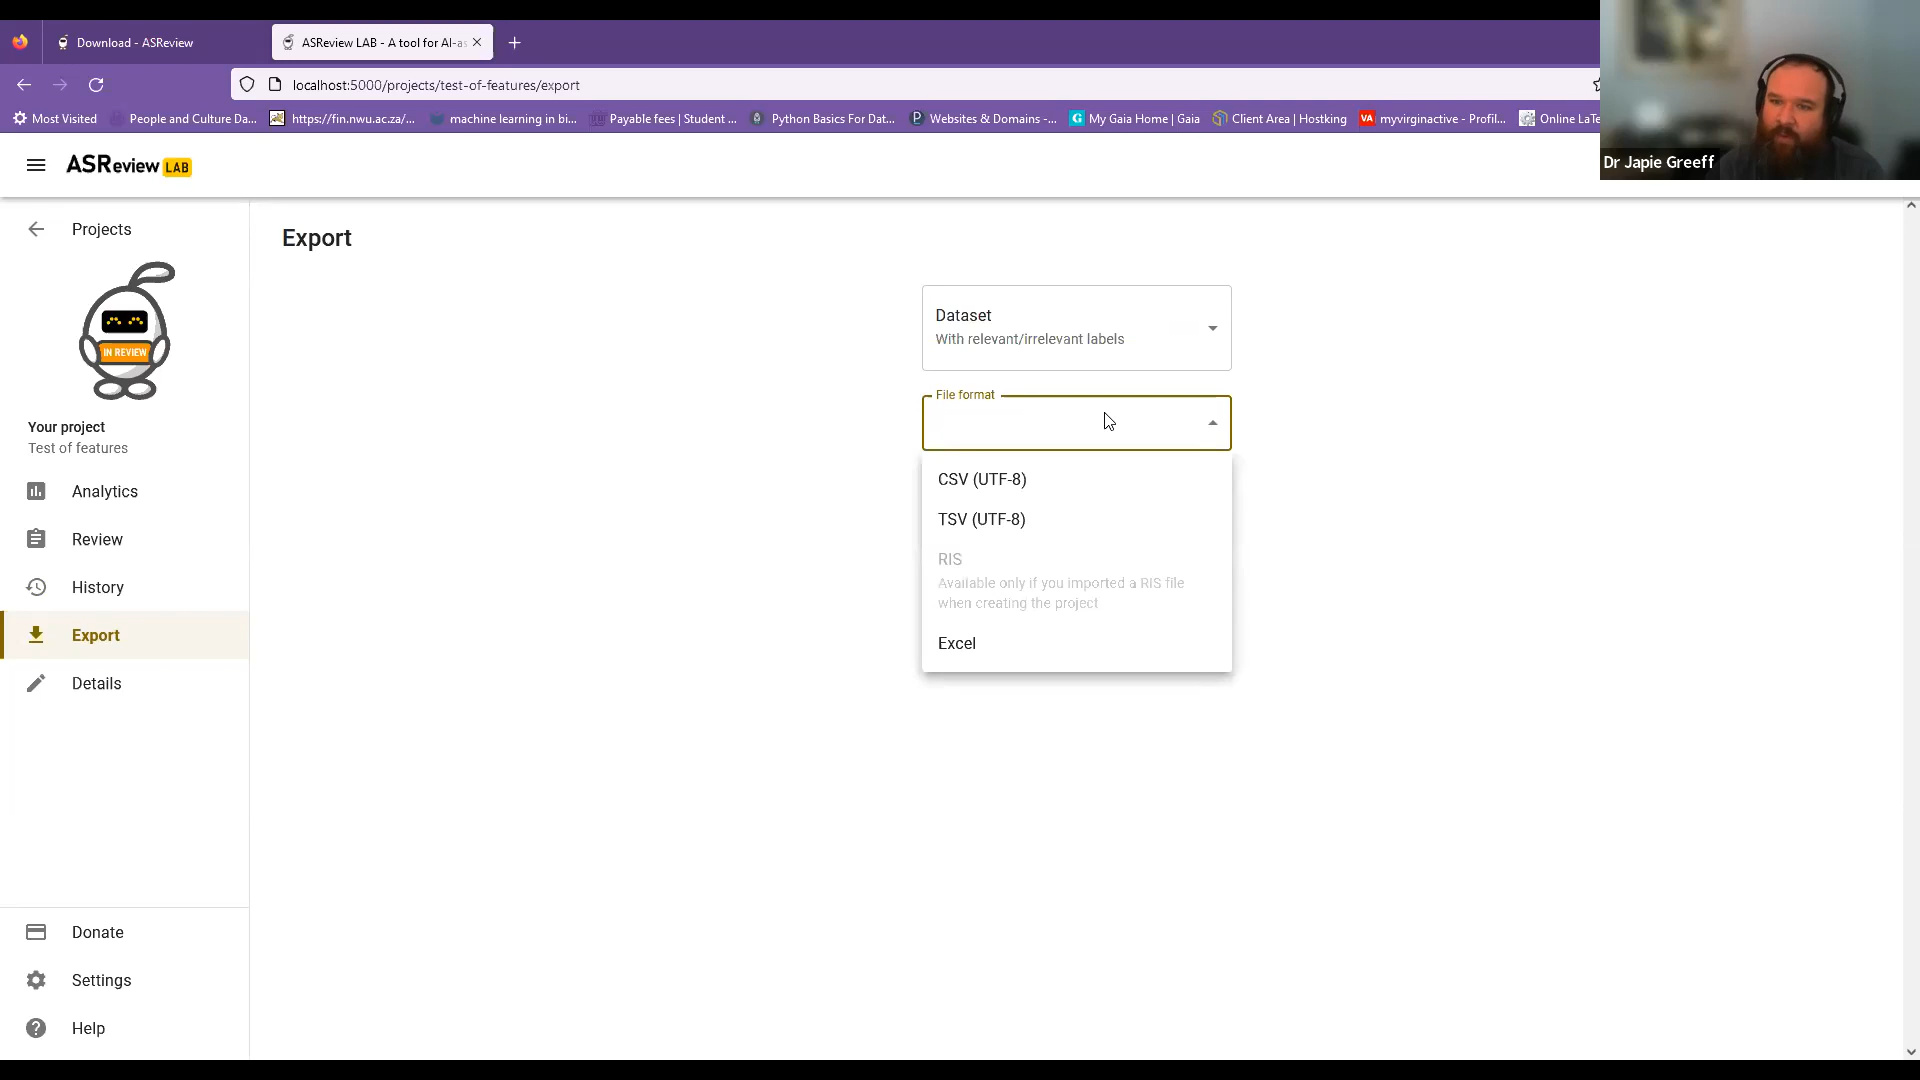 Download - ASReview
ASReview LAB - A tool for AI-as
localhost:5000/projects/test-of-features/export
Most Visited
People and Culture Da...
https://fin.nwu.ac.za/...
machine learning in bi...
Payable fees | Student ...
Python Basics For Dat...
Websites & Domains -...
My Gaia Home | Gaia
Client Area | Hostking
VA
myvirginactive - Profil...
Online LaTe
Dr Japie Greeff
ASReview LAB
Projects
IN REVIEW
Your project
Test of features
Analytics
Review
History
Export
Details
Donate
Settings
Help
Export
Dataset
With relevant/irrelevant labels
File format
CSV (UTF-8)
TSV (UTF-8)
RIS
Available only if you imported a RIS file
when creating the project
Excel